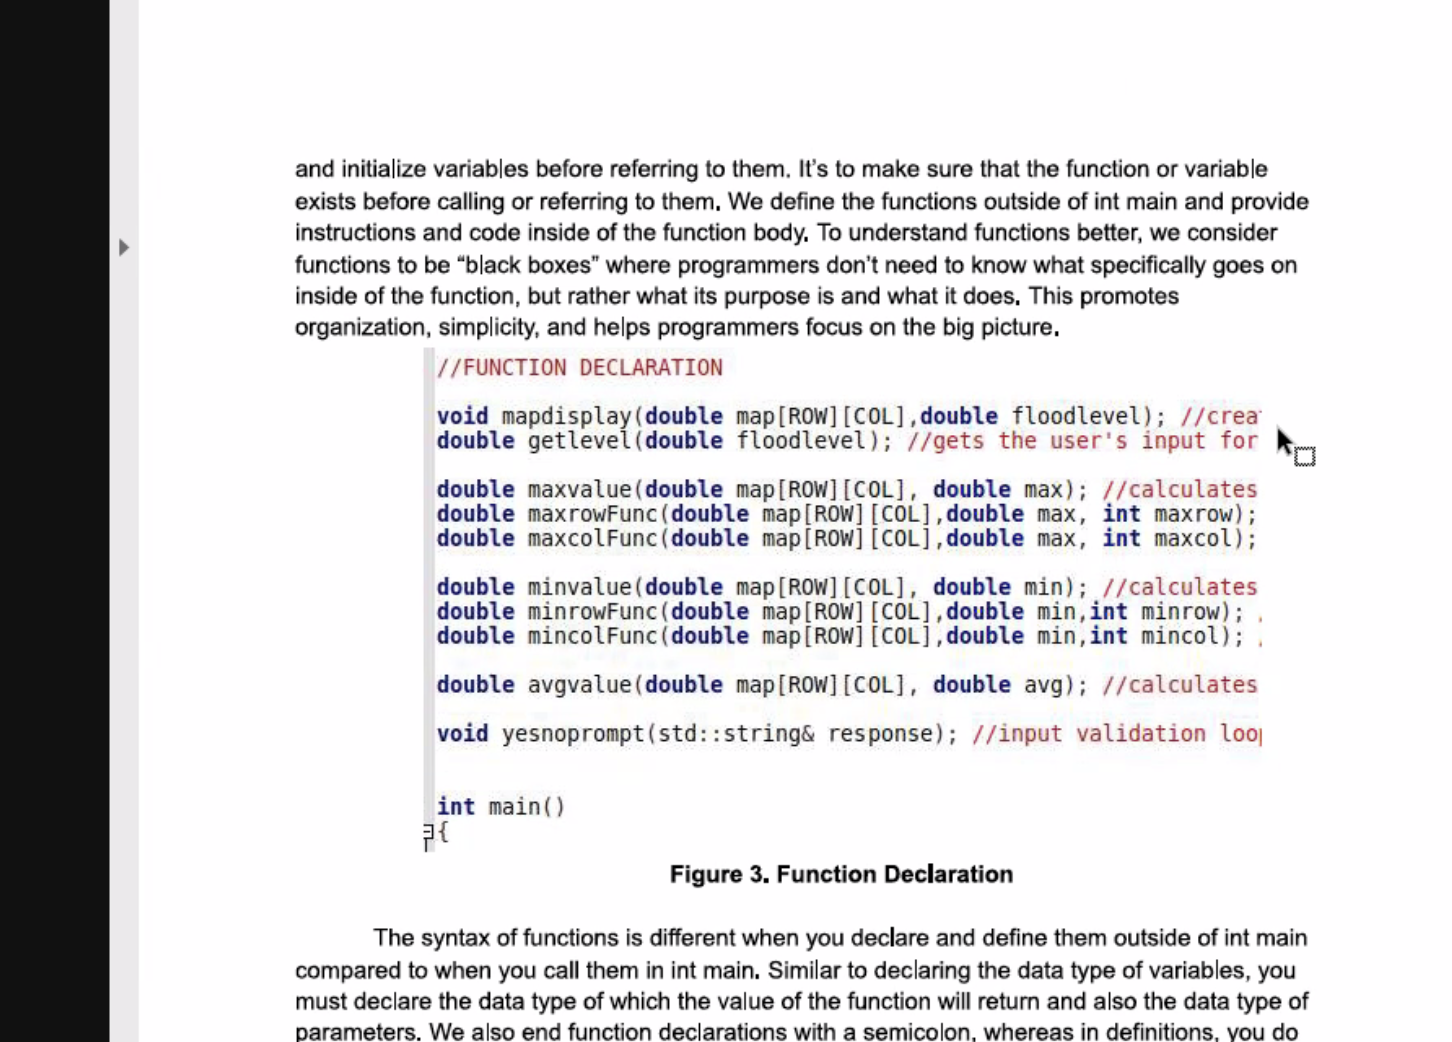 and initialize variables before referring to them. It's to make sure that the function or variable
exists before calling or referring to them. We define the functions outside of int main and provide
instructions and code inside of the function body. To understand functions better, we consider
functions to be “black boxes” where programmers don't need to know what specifically goes on
inside of the function, but rather what its purpose is and what it does. This promotes
organization, simplicity, and helps programmers focus on the big picture.
//FUNCTION DECLARATION
void mapdisplay(double map[ROW][COL],double floodlevel); //crea
double getlevel(double floodlevel); //gets the user's input for
double maxvalue(double map[ROW][COL], double max); //calculates
double maxrowFunc(double map[ROW][COL],double max, int maxrow);
double maxcolFunc(double map[ROW][COL],double max, int maxcol);
double minvalue(double map[ROW][COL], double min); //calculates
double minrowFunc(double map[ROW][COL],double min,int minrow);
double mincolFunc(double map[ROW][COL],double min,int mincol);
double avgvalue(double map[ROW][COL], double avg); //calculates
void yesnoprompt(std::string& response); //input validation loo
int main()
{
Figure 3. Function Declaration
The syntax of functions is different when you declare and define them outside of int main
compared to when you call them in int main. Similar to declaring the data type of variables, you
must declare the data type of which the value of the function will return and also the data type of
parameters. We also end function declarations with a semicolon, whereas in definitions, you do